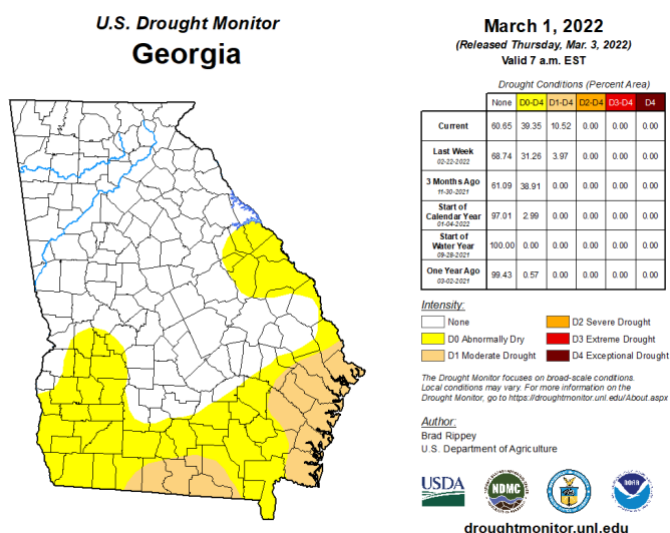 U.S. Drought Monitor
Georgia
March 1, 2022
(Released Thursday, Mar. 3, 2022)
Valid 7 a.m. EST
Drought Conditions (Percent Area)
None D0-D4 D1-D4 D2-D4 D3-D4 D4
Current 60.65 39.35 10.52 0.00 0.00 0.00
Last Week 02-22-2022 68.74 31.26 3.97 0.00 0.00 0.00
3 Months Ago 11-30-2021 61.09 38.91 0.00 0.00 0.00 0.00
Start of Calendar Year 01-04-2022 97.01 2.99 0.00 0.00 0.00 0.00
Start of Water Year 09-28-2021 100.00 0.00 0.00 0.00 0.00 0.00
One Year Ago 03-02-2021 99.43 0.57 0.00 0.00 0.00 0.00
Intensity:
None
D0 Abnormally Dry
D1 Moderate Drought
D2 Severe Drought
D3 Extreme Drought
D4 Exceptional Drought
The Drought Monitor focuses on broad-scale conditions.
Local conditions may vary. For more information on the
Drought Monitor, go to https://droughtmonitor.unl.edu/About.aspx
Author:
Brad Rippey
U.S. Department of Agriculture
USDA
NDMC
NOAA
droughtmonitor.unl.edu